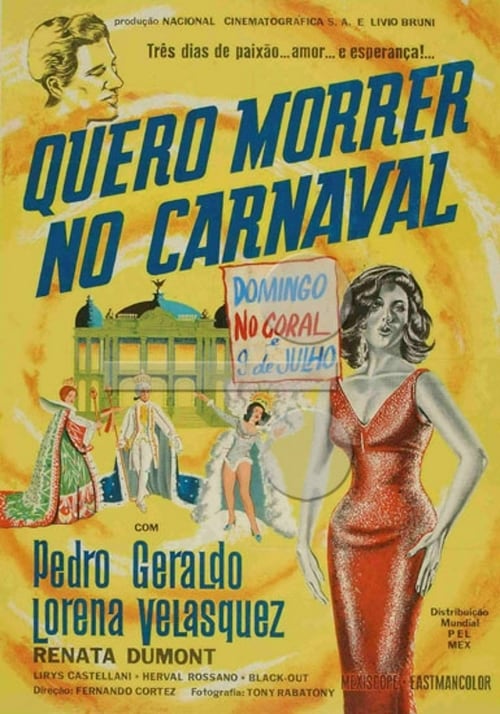 produção NACIONAL CINEMATOGRÁFICA S. A. E LIVIO BRUNI
Três dias de paixão...amor... e esperança!...
QUERO MORRER
NO CARNAVAL
DOMINGO
NO CORAL
e
9 de JULHO
COM
Pedro Geraldo
Lorena Velasquez
RENATA DUMONT
LIRYS CASTELLANI • HERVAL ROSSANO • BLACK-OUT
Direção: FERNANDO CORTEZ Fotografia: TONY RABATONY
Distribuição
Mundial
PEL
MEX
MEXISCOPE - EASTMANCOLOR